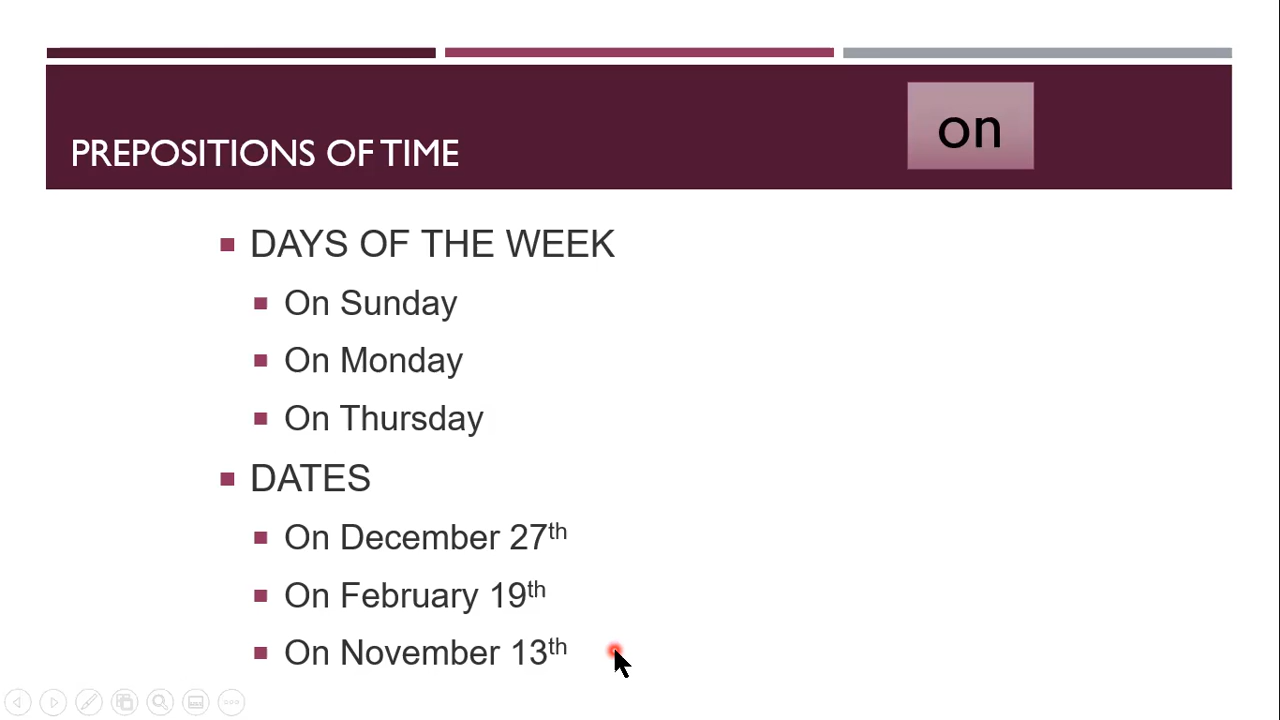 on
PREPOSITIONS OF TIME
DAYS OF THE WEEK
On Sunday
On Monday
On Thursday
DATES
On December 27th
On February 19th
On November 13th